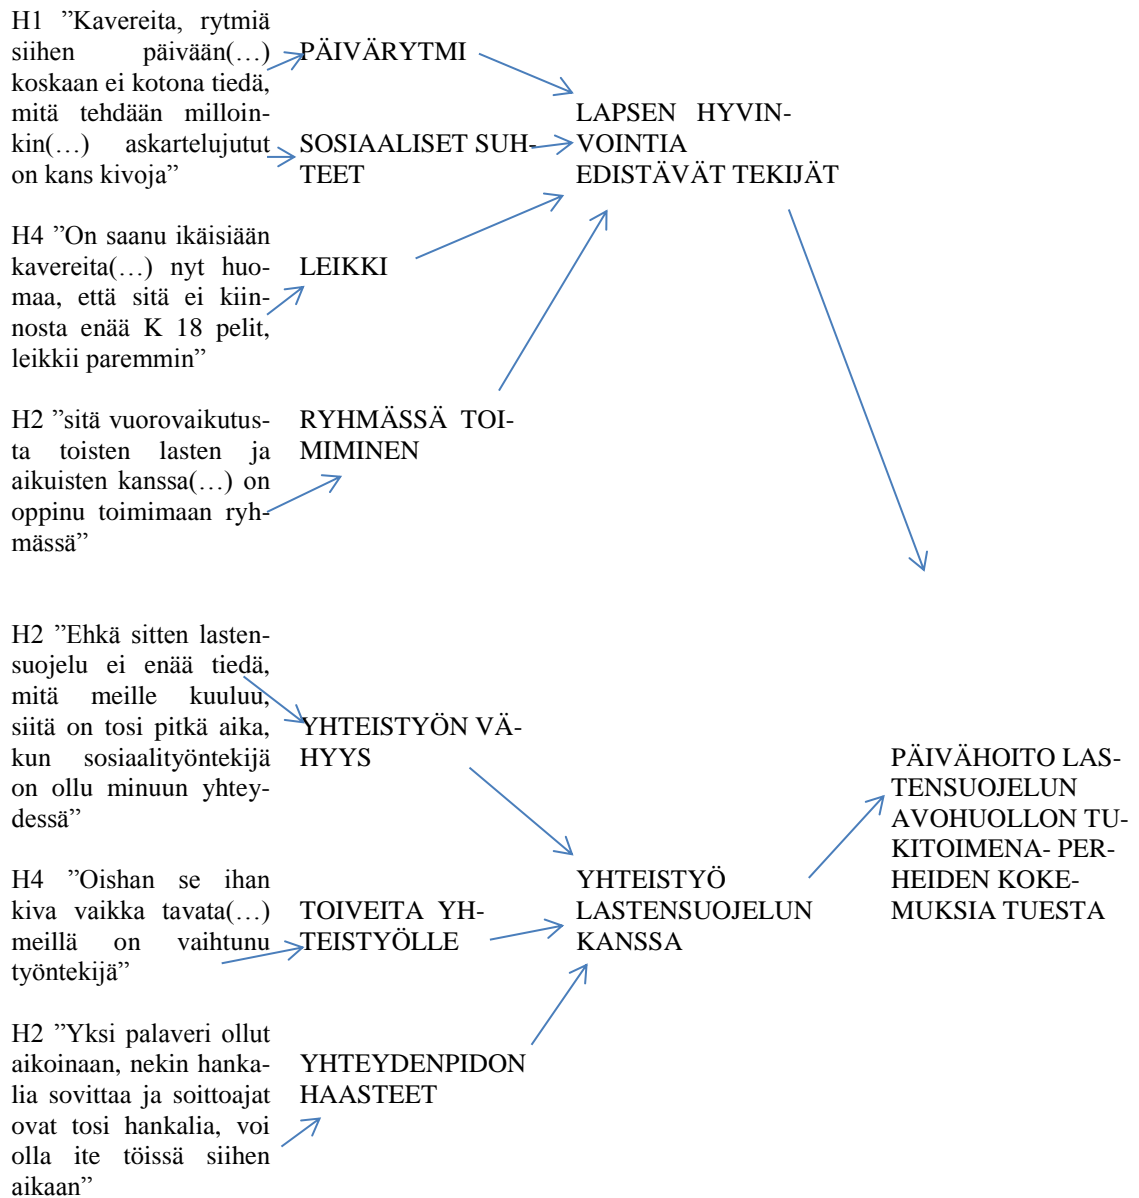 H1 ”Kavereita, rytmiä
siihen päivään(…)
koskaan ei kotona tiedä,
mitä tehdään milloin-
kin(…) askartelujutut
on kans kivoja”
PÄIVÄRYTMI
SOSIAALISET SUH-
TEET
LAPSEN HYVIN-
VOINTIA
EDISTÄVÄT TEKIJÄT
H4 ”On saanu ikäisiään
kavereita(…) nyt huo-
maa, että sitä ei kiin-
nosta enää K 18 pelit,
leikkii paremmin”
LEIKKI
H2 ”sitä vuorovaikutus-
ta toisten lasten ja
aikuisten kanssa(…) on
oppinu toimimaan ryh-
mässä”
RYHMÄSSÄ TOI-
MIMINEN
H2 ”Ehkä sitten lasten-
suojelu ei enää tiedä,
mitä meille kuuluu,
siitä on tosi pitkä aika,
kun sosiaalityöntekijä
on ollu minuun yhtey-
dessä”
YHTEISTYÖN VÄ-
HYYS
PÄIVÄHOITO LAS-
TENSUOJELUN
AVOHUOLLON TU-
KITOIMENA- PER-
HEIDEN KOKE-
MUKSIA TUESTA
H4 ”Oishan se ihan
kiva vaikka tavata(…)
meillä on vaihtunu
työntekijä”
TOIVEITA YH-
TEISTYÖLLE
YHTEISTYÖ
LASTENSUOJELUN
KANSSA
H2 ”Yksi palaveri ollut
aikoinaan, nekin hanka-
lia sovittaa ja soittoajat
ovat tosi hankalia, voi
olla ite töissä siihen
aikaan”
YHTEYDENPIDON
HAASTEET